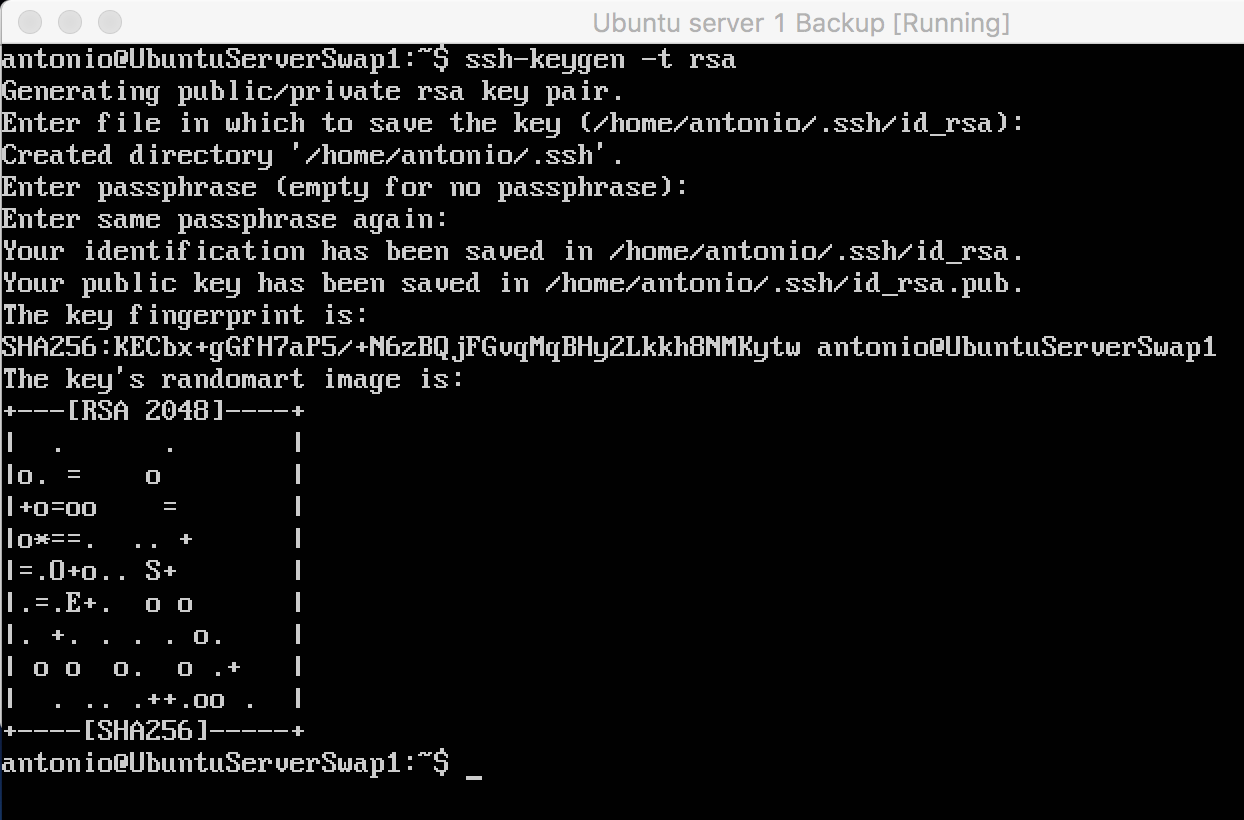 Ubuntu server 1 Backup [Running]
antonio@UbuntuServerSwap1:~$ ssh-keygen -t rsa
Generating public/private rsa key pair.
Enter file in which to save the key (/home/antonio/.ssh/id_rsa):
Created directory '/home/antonio/.ssh'.
Enter passphrase (empty for no passphrase):
Enter same passphrase again:
Your identification has been saved in /home/antonio/.ssh/id_rsa.
Your public key has been saved in /home/antonio/.ssh/id_rsa.pub.
The key fingerprint is:
SHA256:KECbx+gGfH7aP5/+N6zBQjFGvqMqBHy2Lkkh8NMKytw antonio@UbuntuServerSwap1
The key's randomart image is:
+---[RSA 2048]----+
|  .      .       |
|o. =    o        |
|+o=oo    =       |
|o*==.  .. +      |
|=.O+o.. S+       |
|.=.E+.  o o      |
|. +. . . . o.    |
| o o  o.  o .+   |
|  . .. .++.oo .  |
+----[SHA256]-----+
antonio@UbuntuServerSwap1:~$ _